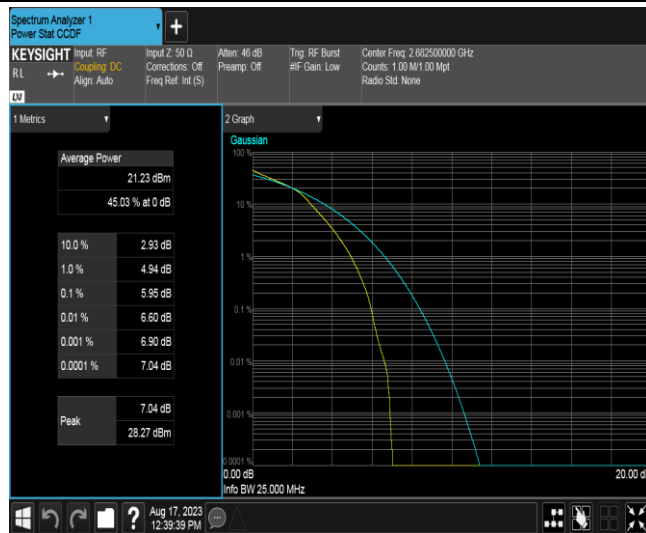 Spectrum Analyzer 1
Power Stat CCDF
KEYSIGHT
RL
Input: RF
Coupling: DC
Align: Auto
Input Z: 50 Ω
Corrections: Off
Freq Ref: Int (S)
Atten: 46 dB
Preamp: Off
Trig: RF Burst
#IF Gain: Low
Center Freq: 2.682500000 GHz
Counts: 1.00 M/1.00 Mpt
Radio Std: None
1 Metrics
Average Power
21.23 dBm
45.03 % at 0 dB
10.0 % 2.93 dB
1.0 % 4.94 dB
0.1 % 5.95 dB
0.01 % 6.60 dB
0.001 % 6.90 dB
0.0001 % 7.04 dB
Peak
7.04 dB
28.27 dBm
2 Graph
Gaussian
100 %
10 %
1 %
0.1 %
0.01 %
0.001 %
0.0001 %
0.00 dB
20.00 d
Info BW 25.000 MHz
Aug 17, 2023
12:39:39 PM